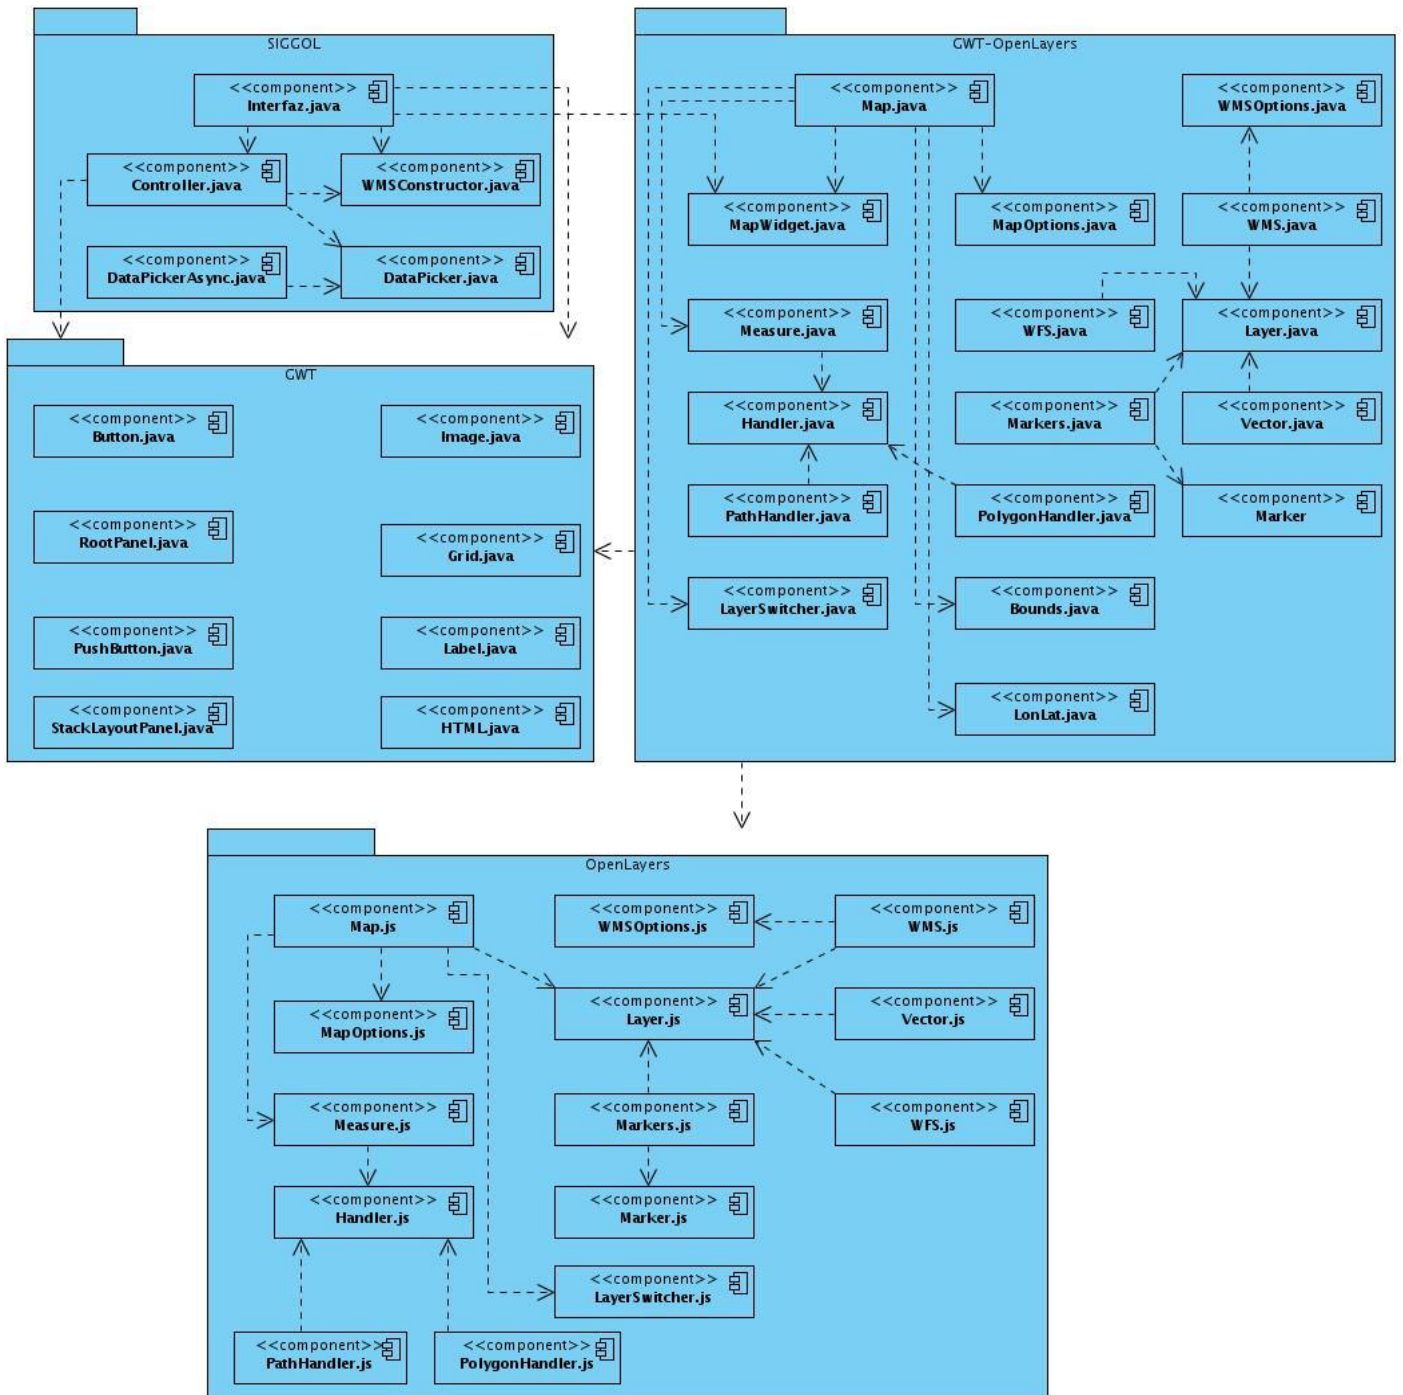 SIGGOL
<<component>>
Interfaz.java
<<component>>
Controller.java
<<component>>
WMSConstructor.java
<<component>>
DataPickerAsync.java
<<component>>
DataPicker.java
GWT-OpenLayers
<<component>>
Map.java
<<component>>
WMSOptions.java
<<component>>
MapWidget.java
<<component>>
MapOptions.java
<<component>>
WMS.java
<<component>>
Measure.java
<<component>>
WFS.java
<<component>>
Layer.java
<<component>>
Handler.java
<<component>>
Markers.java
<<component>>
Vector.java
<<component>>
PathHandler.java
<<component>>
PolygonHandler.java
<<component>>
Marker
<<component>>
LayerSwitcher.java
<<component>>
Bounds.java
<<component>>
LonLat.java
GWT
<<component>>
Button.java
<<component>>
Image.java
<<component>>
RootPanel.java
<<component>>
Grid.java
<<component>>
PushButton.java
<<component>>
Label.java
<<component>>
StackLayoutPanel.java
<<component>>
HTML.java
OpenLayers
<<component>>
Map.js
<<component>>
WMSOptions.js
<<component>>
WMS.js
<<component>>
MapOptions.js
<<component>>
Layer.js
<<component>>
Vector.js
<<component>>
Measure.js
<<component>>
Markers.js
<<component>>
WFS.js
<<component>>
Handler.js
<<component>>
Marker.js
<<component>>
LayerSwitcher.js
<<component>>
PathHandler.js
<<component>>
PolygonHandler.js